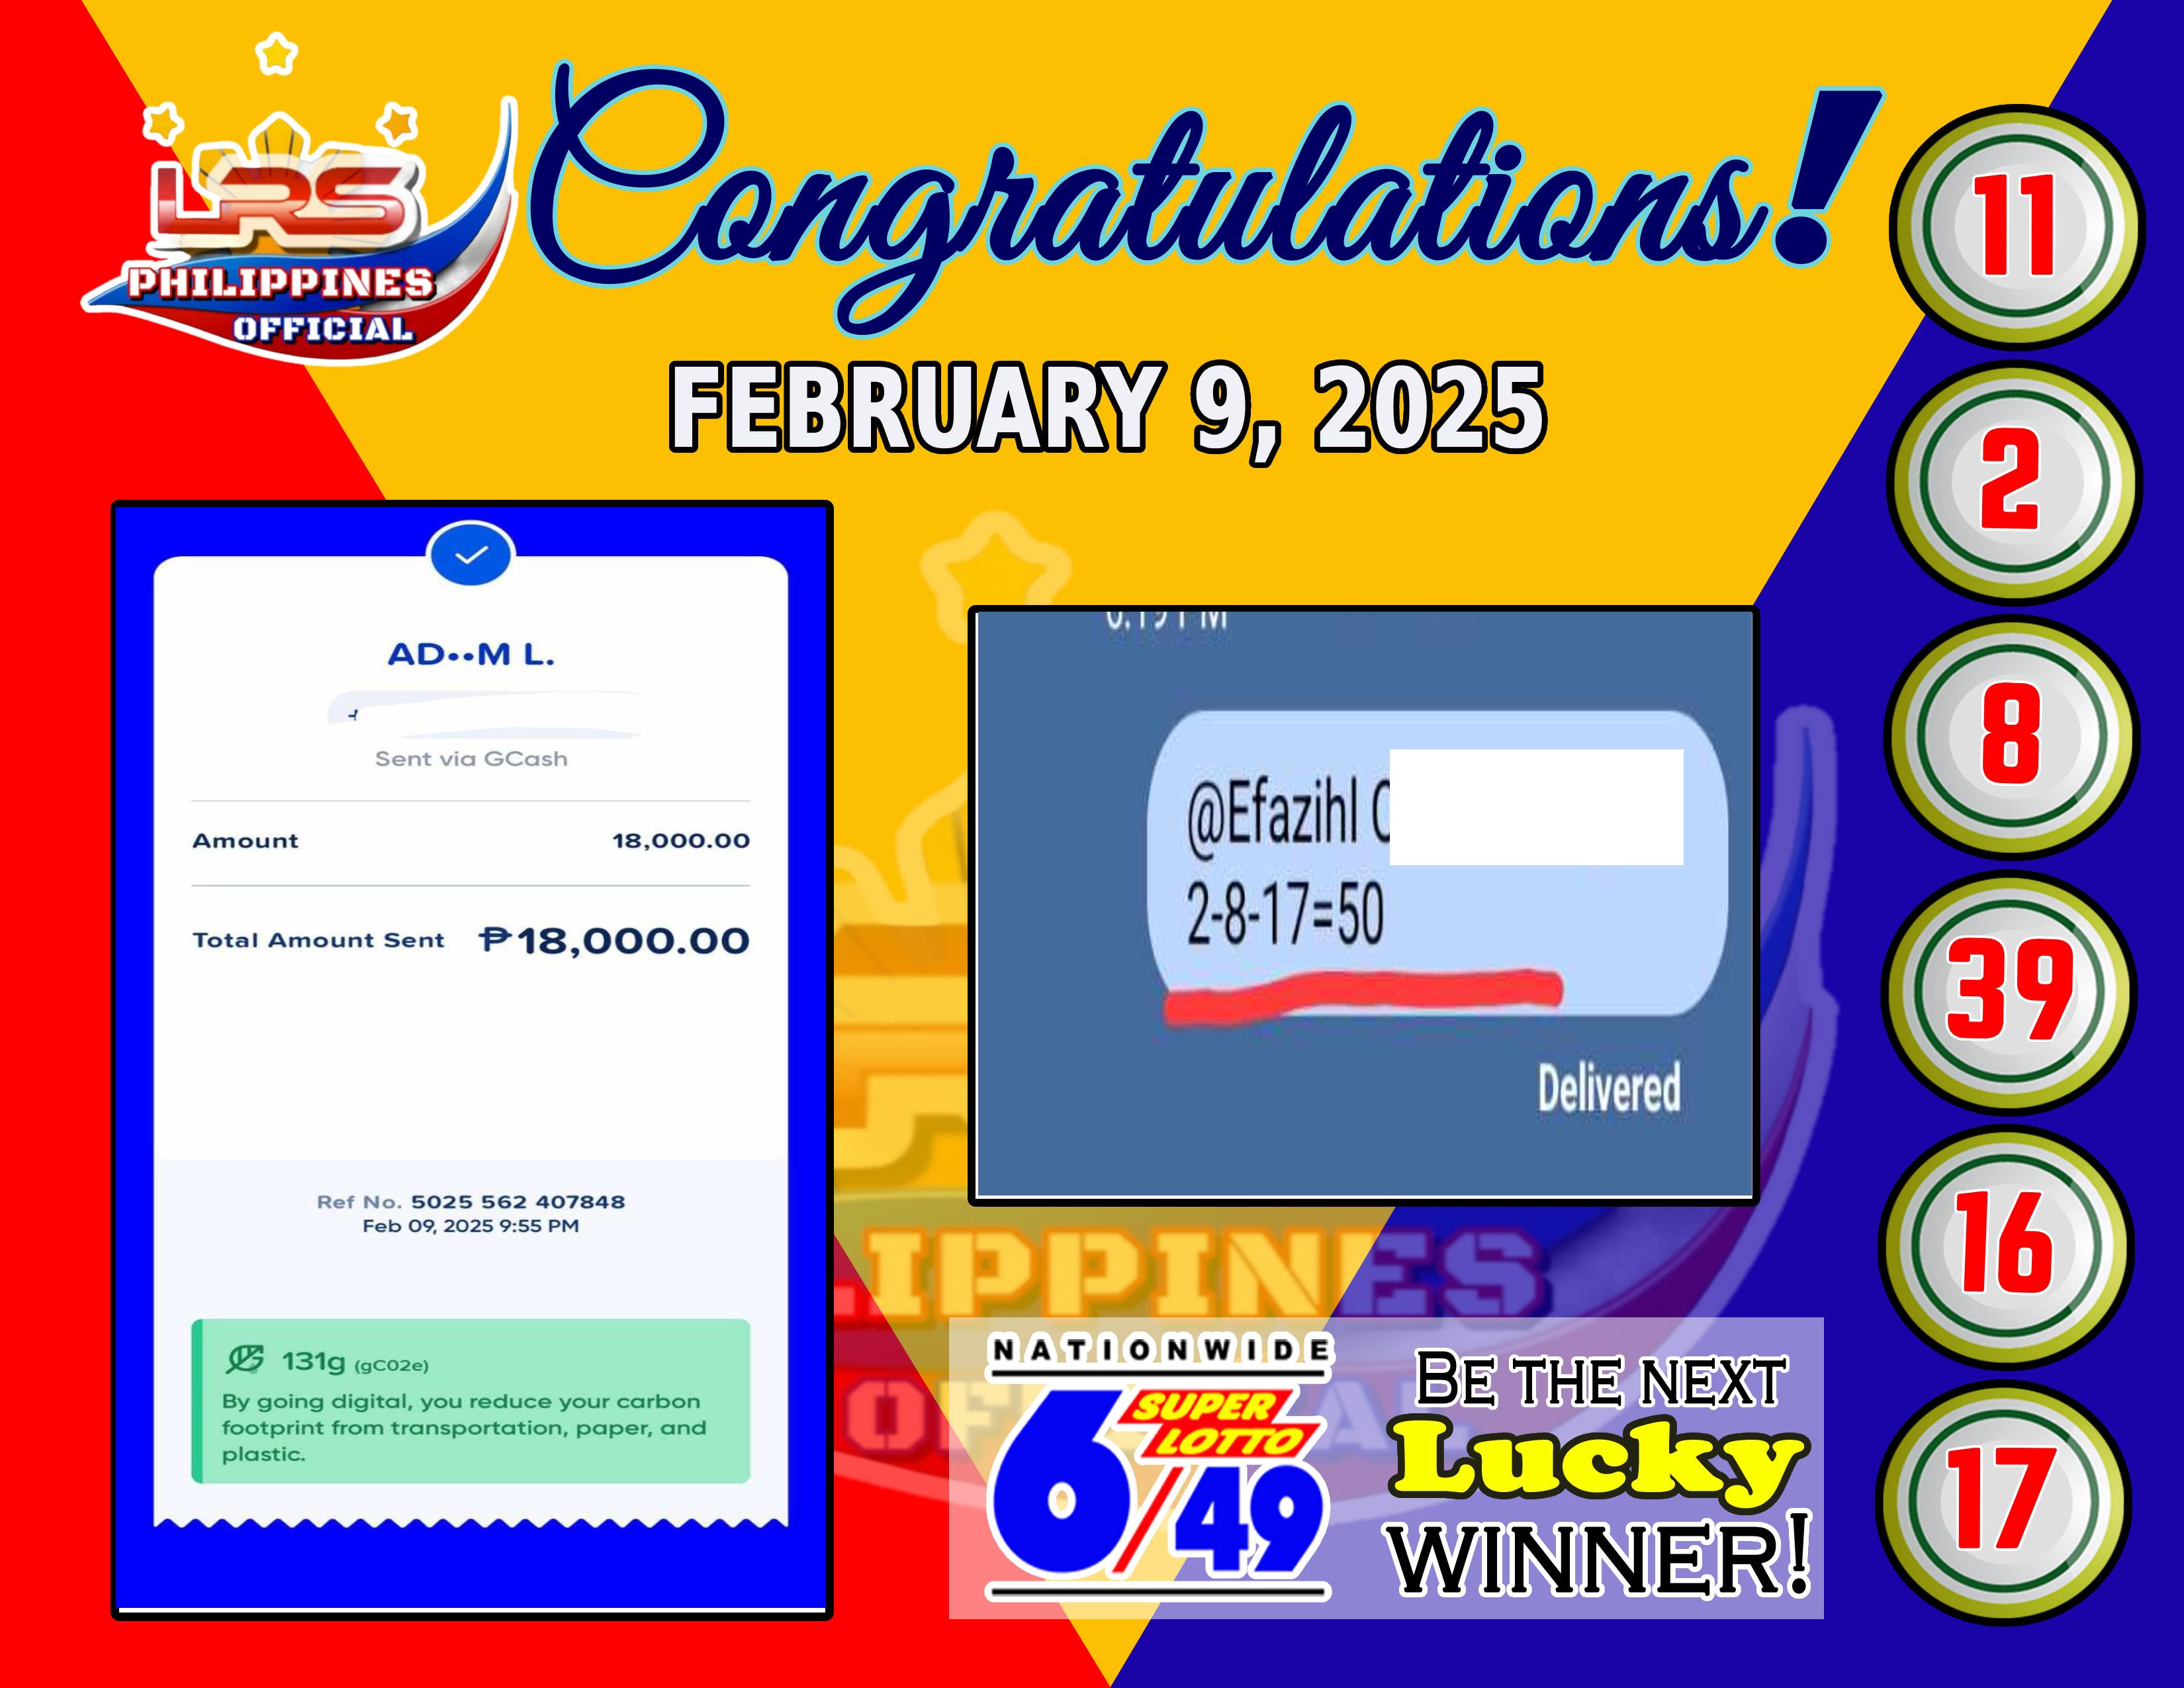 LRS
PHILIPPINES
OFFICIAL
Congratulations!
FEBRUARY 9, 2025
AD••M L.
Sent via GCash
Amount 18,000.00
Total Amount Sent ₱18,000.00
Ref No. 5025 562 407848
Feb 09, 2025 9:55 PM
131g (gC02e)
By going digital, you reduce your carbon
footprint from transportation, paper, and
plastic.
@Efazihl
2-8-17=50
Delivered
NATIONWIDE
SUPER
LOTTO
6/49
BE THE NEXT
Lucky
WINNER!
11
2
8
39
16
17